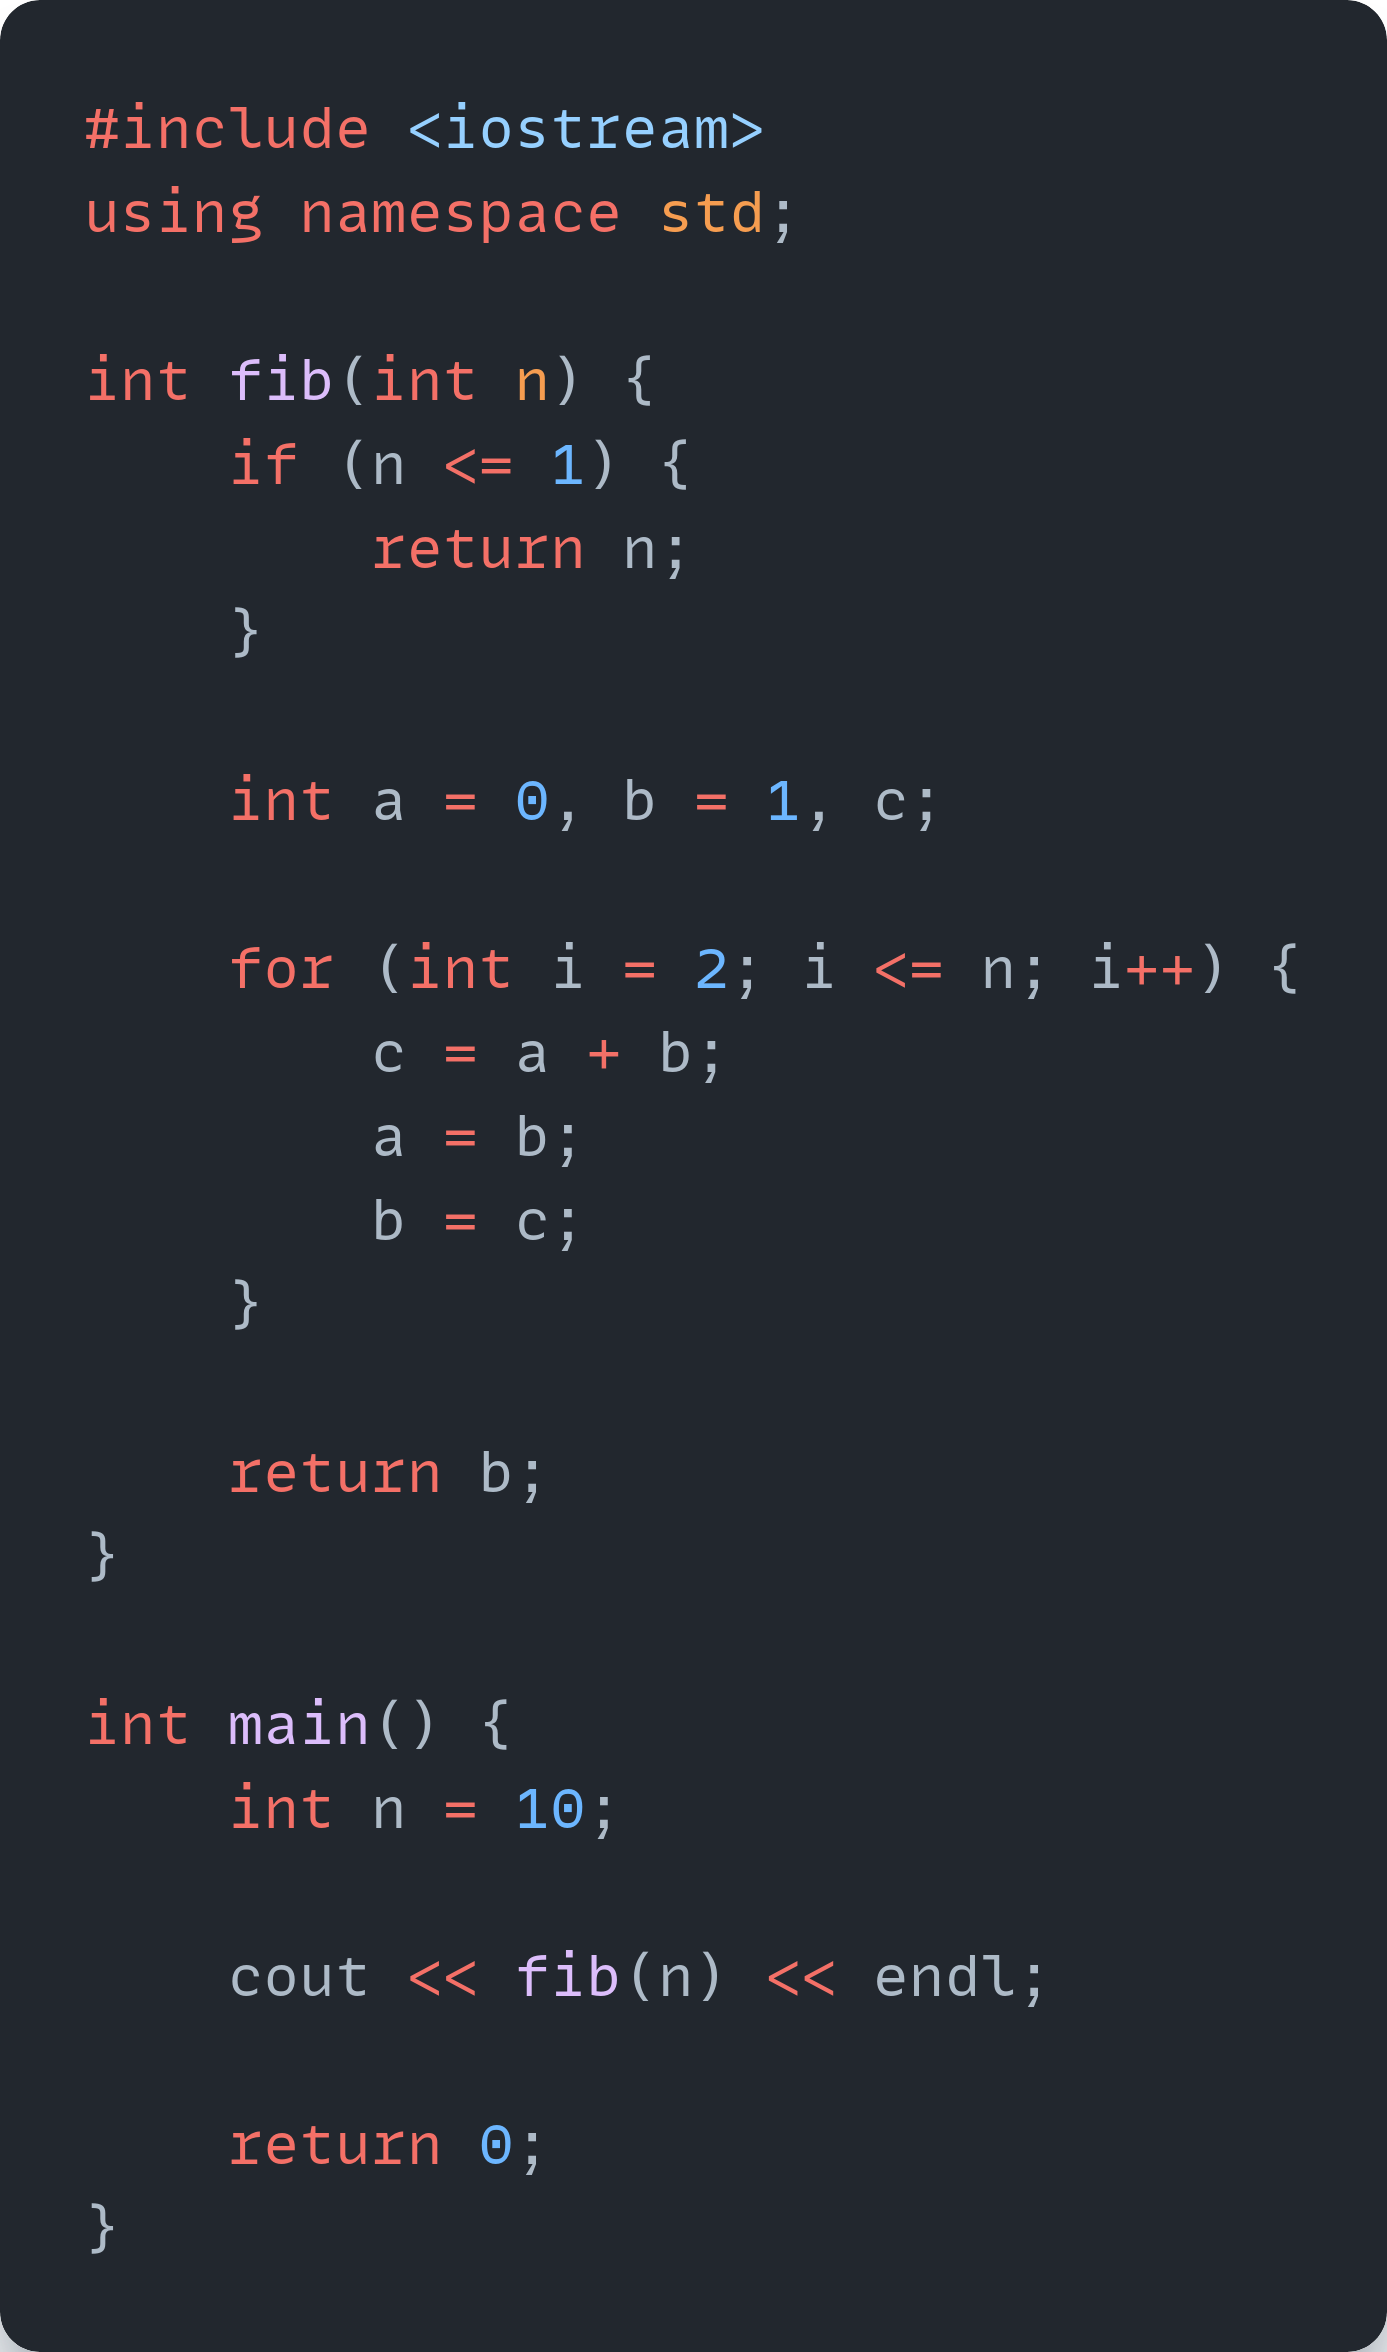 #include <iostream>
using namespace std;

int fib(int n) {
    if (n <= 1) {
        return n;
    }

    int a = 0, b = 1, c;

    for (int i = 2; i <= n; i++) {
        c = a + b;
        a = b;
        b = c;
    }

    return b;
}

int main() {
    int n = 10;

    cout << fib(n) << endl;

    return 0;
}